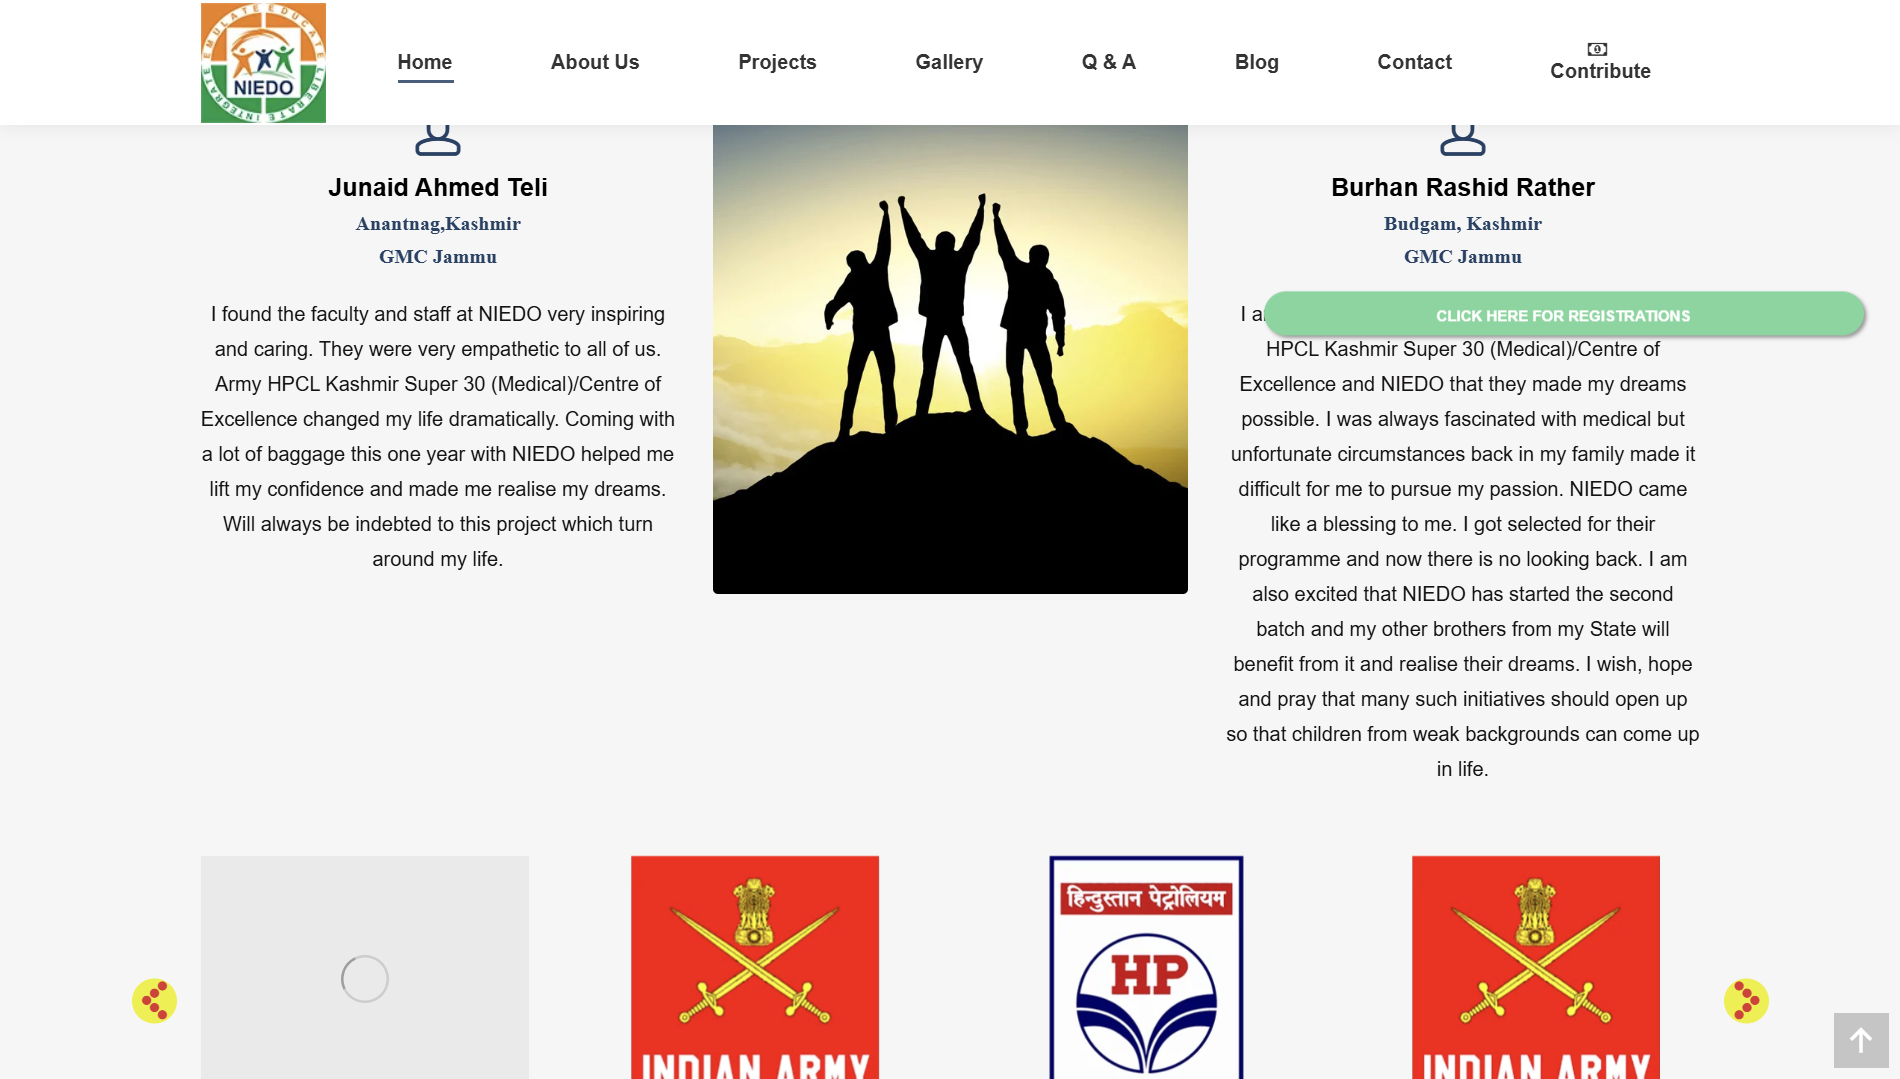 EMULATE EDUCATE LIBERATE INTEGRATE
NIEDO
Home
About Us
Projects
Gallery
Q & A
Blog
Contact
Contribute
Junaid Ahmed Teli
Anantnag,Kashmir
GMC Jammu
I found the faculty and staff at NIEDO very inspiring
and caring. They were very empathetic to all of us.
Army HPCL Kashmir Super 30 (Medical)/Centre of
Excellence changed my life dramatically. Coming with
a lot of baggage this one year with NIEDO helped me
lift my confidence and made me realise my dreams.
Will always be indebted to this project which turn
around my life.
Burhan Rashid Rather
Budgam, Kashmir
GMC Jammu
I
CLICK HERE FOR REGISTRATIONS
HPCL Kashmir Super 30 (Medical)/Centre of
Excellence and NIEDO that they made my dreams
possible. I was always fascinated with medical but
unfortunate circumstances back in my family made it
difficult for me to pursue my passion. NIEDO came
like a blessing to me. I got selected for their
programme and now there is no looking back. I am
also excited that NIEDO has started the second
batch and my other brothers from my State will
benefit from it and realise their dreams. I wish, hope
and pray that many such initiatives should open up
so that children from weak backgrounds can come up
in life.
INDIAN ARMY
हिन्दुस्तान पेट्रोलियम
HP
INDIAN ARMY